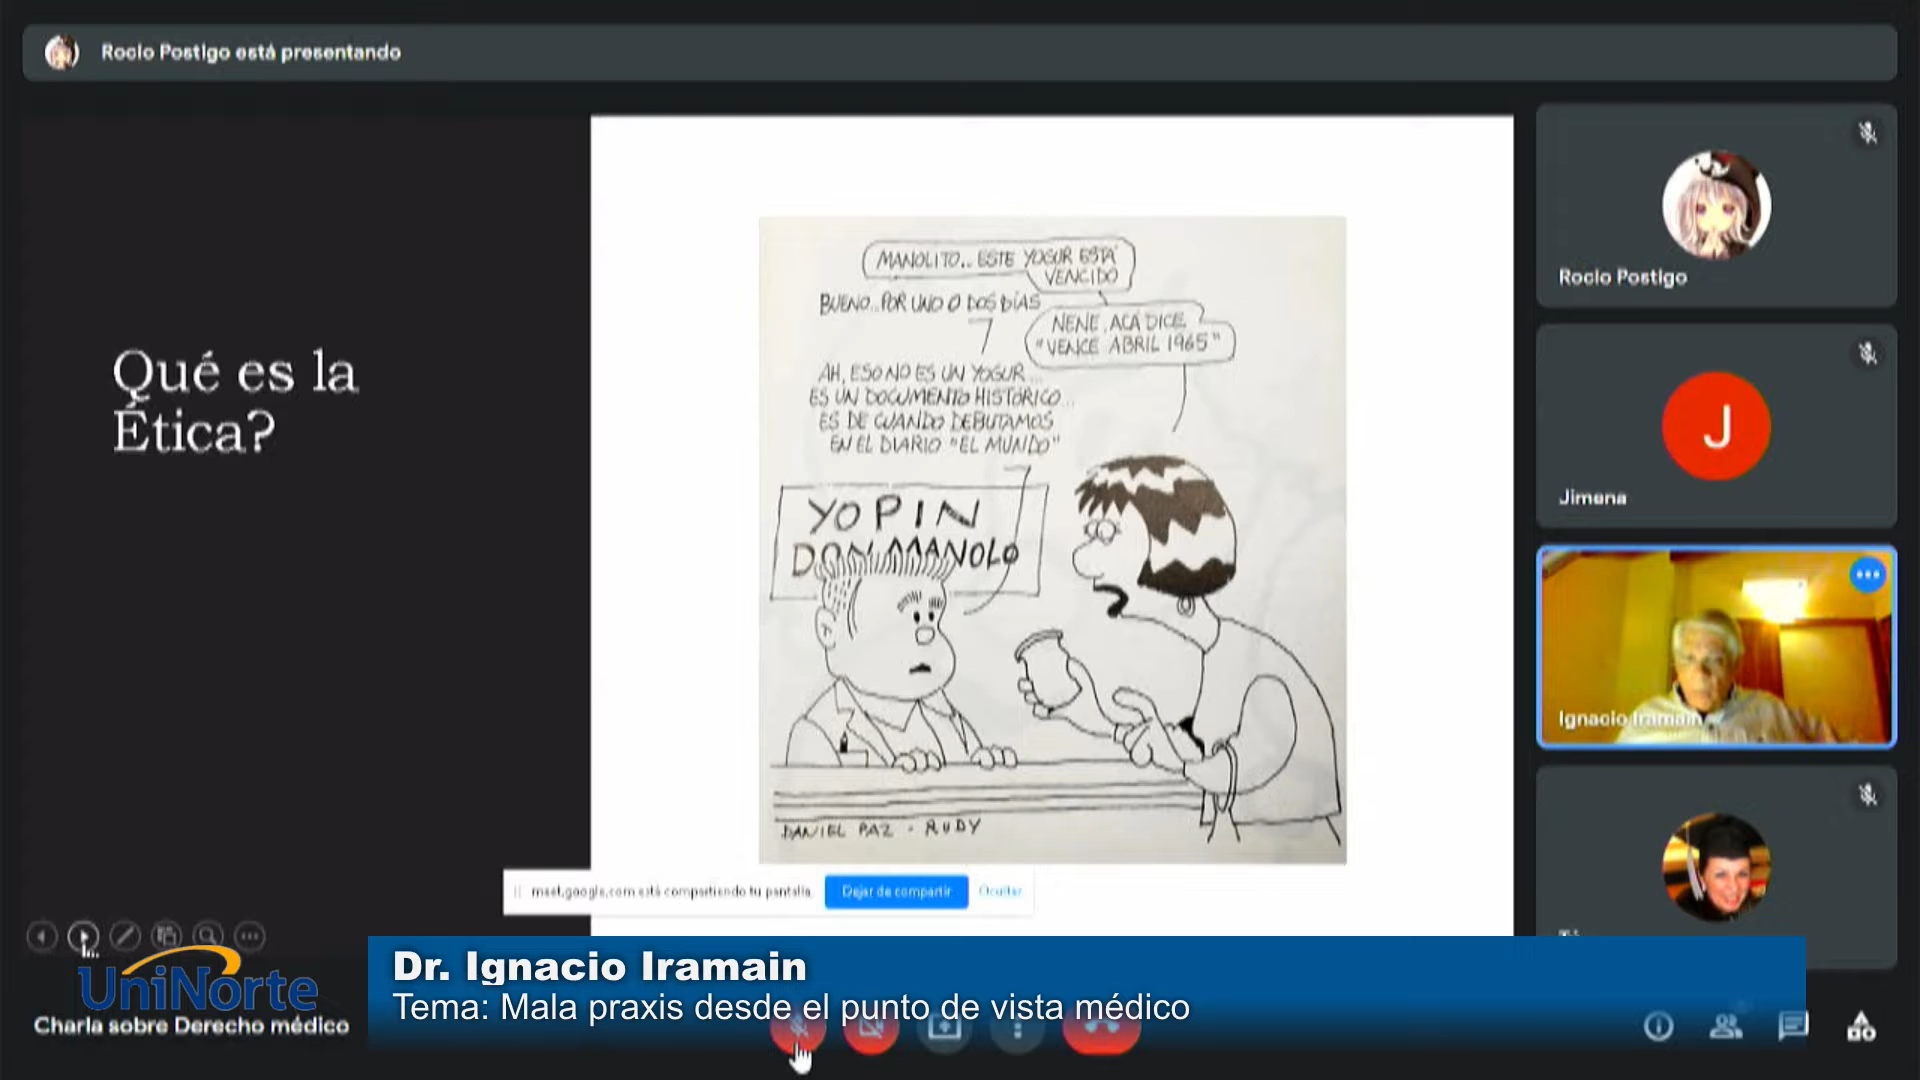 Rocio Postigo está presentando
Qué es la
Ética?
MANOLITO.. ESTE YOGUR ESTÁ
VENCIDO
BUENO..POR UNO O DOS DÍAS
NENE, ACÁ DICE
"VENCE ABRIL 1965"
AH, ESO NO ES UN YOGUR...
ES UN DOCUMENTO HISTÓRICO...
ES DE CUANDO DEBUTAMOS
EN EL DIARIO "EL MUNDO"
YOPIN
DON MANOLO
DANIEL PAZ - RUDY
Rocio Postigo
J
Jimena
Ignacio Iramain
meet.google.com está compartiendo tu pantalla.
Dejar de compartir
Ocultar
UniNorte
Charla sobre Derecho médico
Dr. Ignacio Iramain
Tema: Mala praxis desde el punto de vista médico